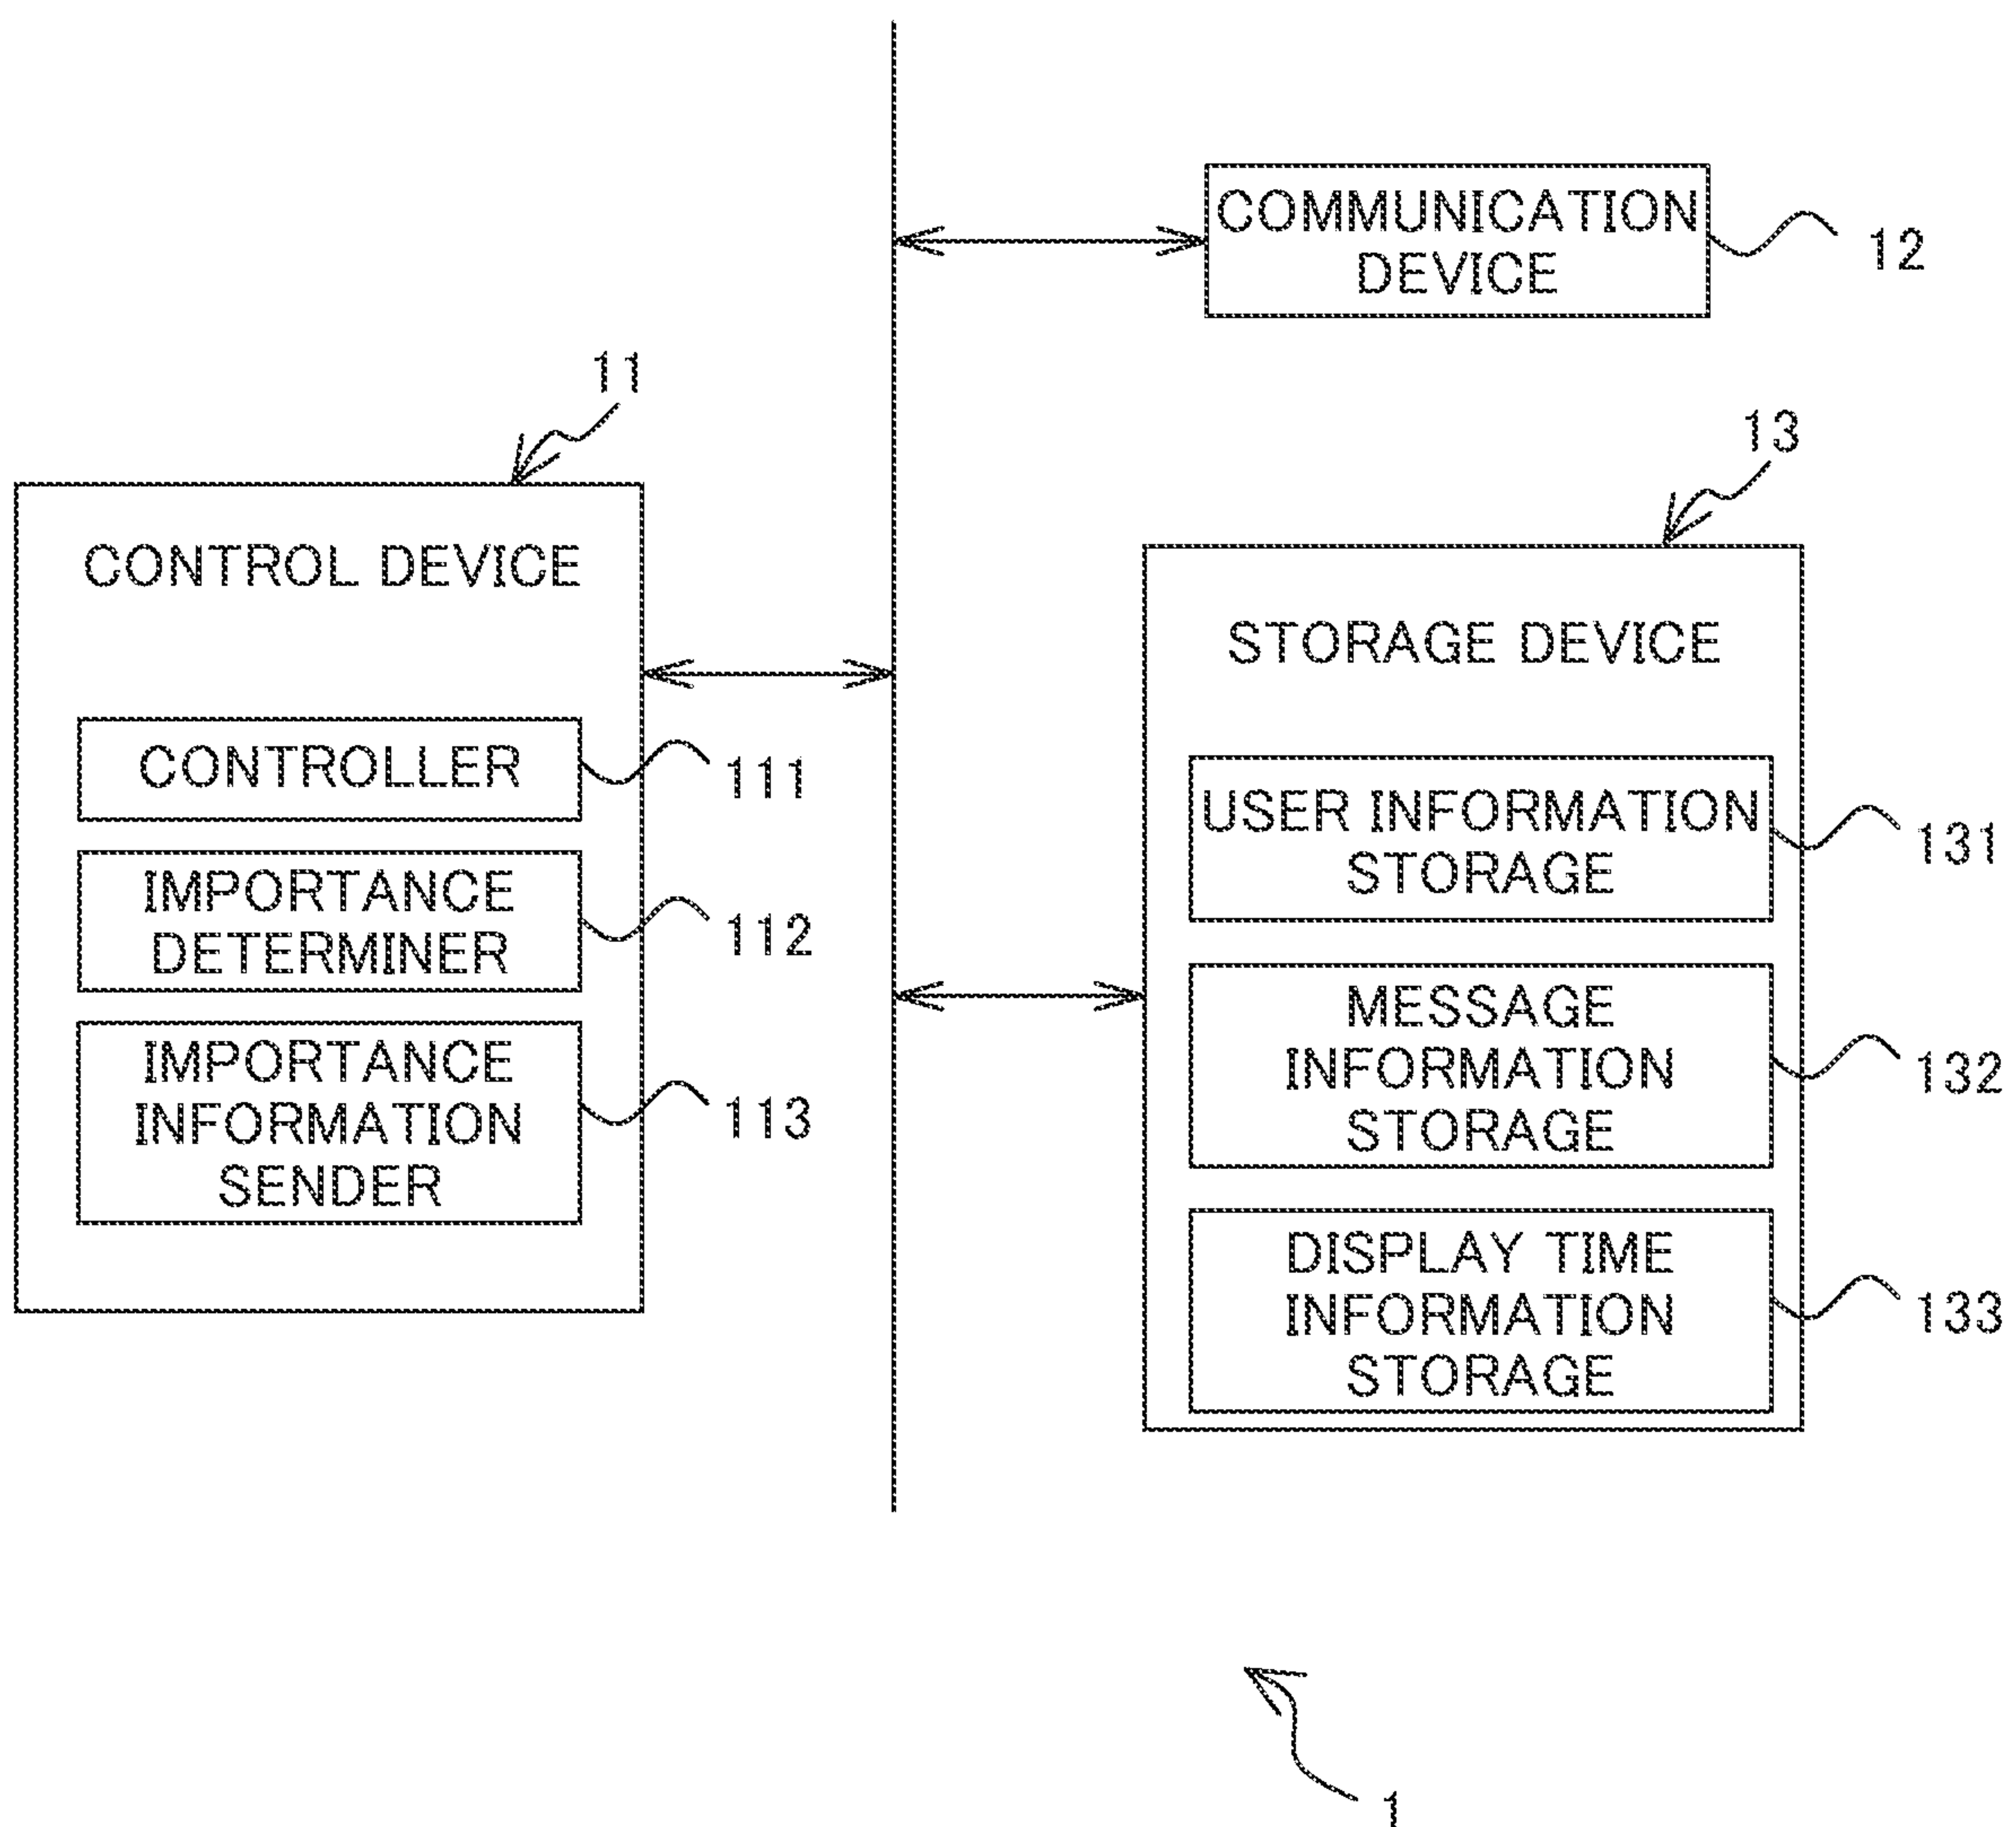 COMMUNICATION
DEVICE
12
11
CONTROL DEVICE
CONTROLLER
111
IMPORTANCE
DETERMINER
112
IMPORTANCE
INFORMATION
SENDER
113
13
STORAGE DEVICE
USER INFORMATION
STORAGE
131
MESSAGE
INFORMATION
STORAGE
132
DISPLAY TIME
INFORMATION
STORAGE
133
1